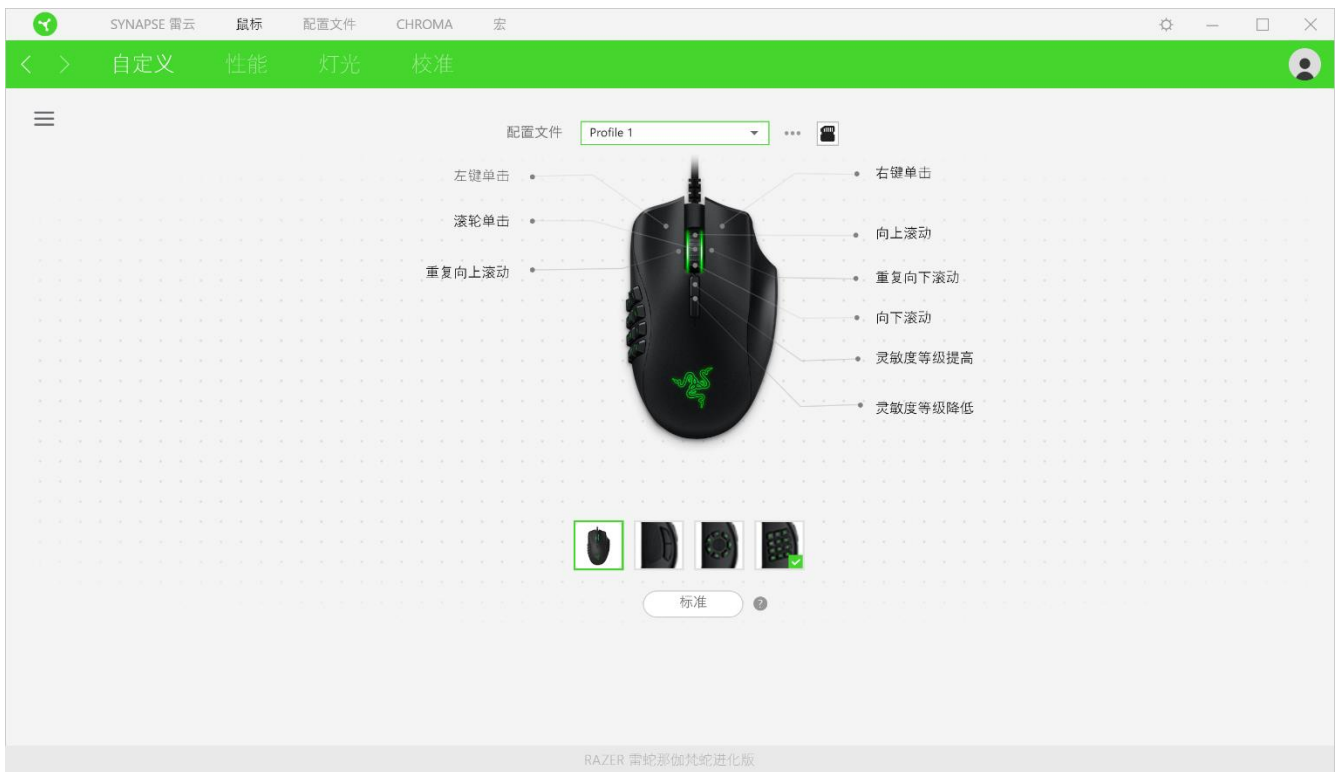 SYNAPSE 雷云 鼠标 配置文件 CHROMA 宏
自定义 性能 灯光 校准
配置文件 Profile 1
左键单击
右键单击
滚轮单击
向上滚动
重复向上滚动
重复向下滚动
向下滚动
灵敏度等级提高
灵敏度等级降低
标准 ?
RAZER 雷蛇那伽梵蛇进化版